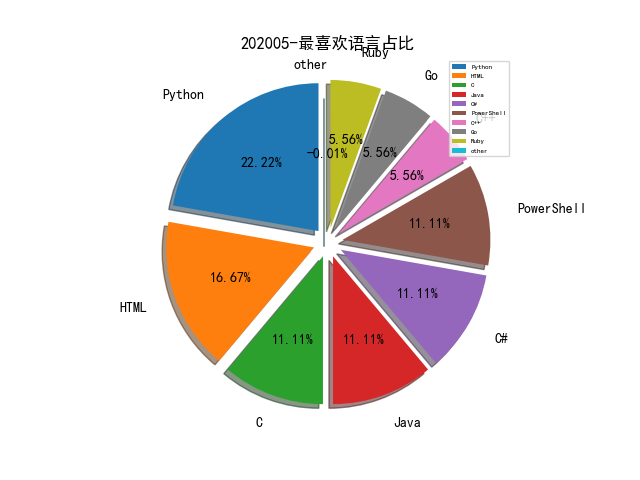 202005-最喜欢语言占比
Ruby
other
Go
Python
PowerShell
HTML
C#
C
Java
22.22%
16.67%
11.11%
11.11%
11.11%
11.11%
5.56%
5.56%
5.56%
-0.01%
Python
HTML
C
Java
C#
PowerShell
C++
Go
Ruby
other